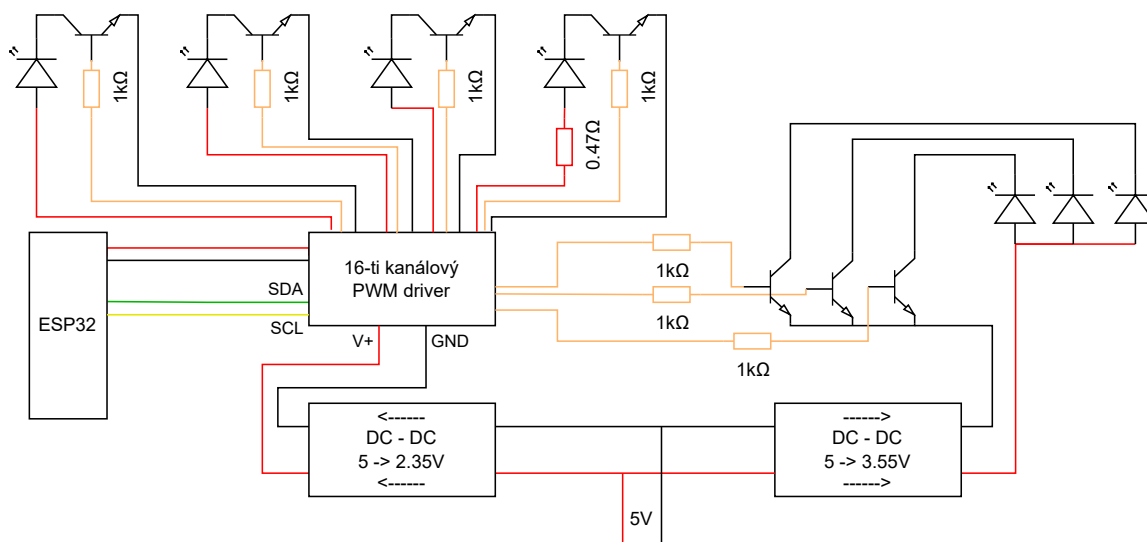 1kΩ
1kΩ
1kΩ
0.47Ω
1kΩ
ESP32
SDA
SCL
16-ti kanálový
PWM driver
V+
GND
1kΩ
1kΩ
1kΩ
<------
DC - DC
5 -> 2.35V
<------
------>
DC - DC
5 -> 3.55V
------>
5V